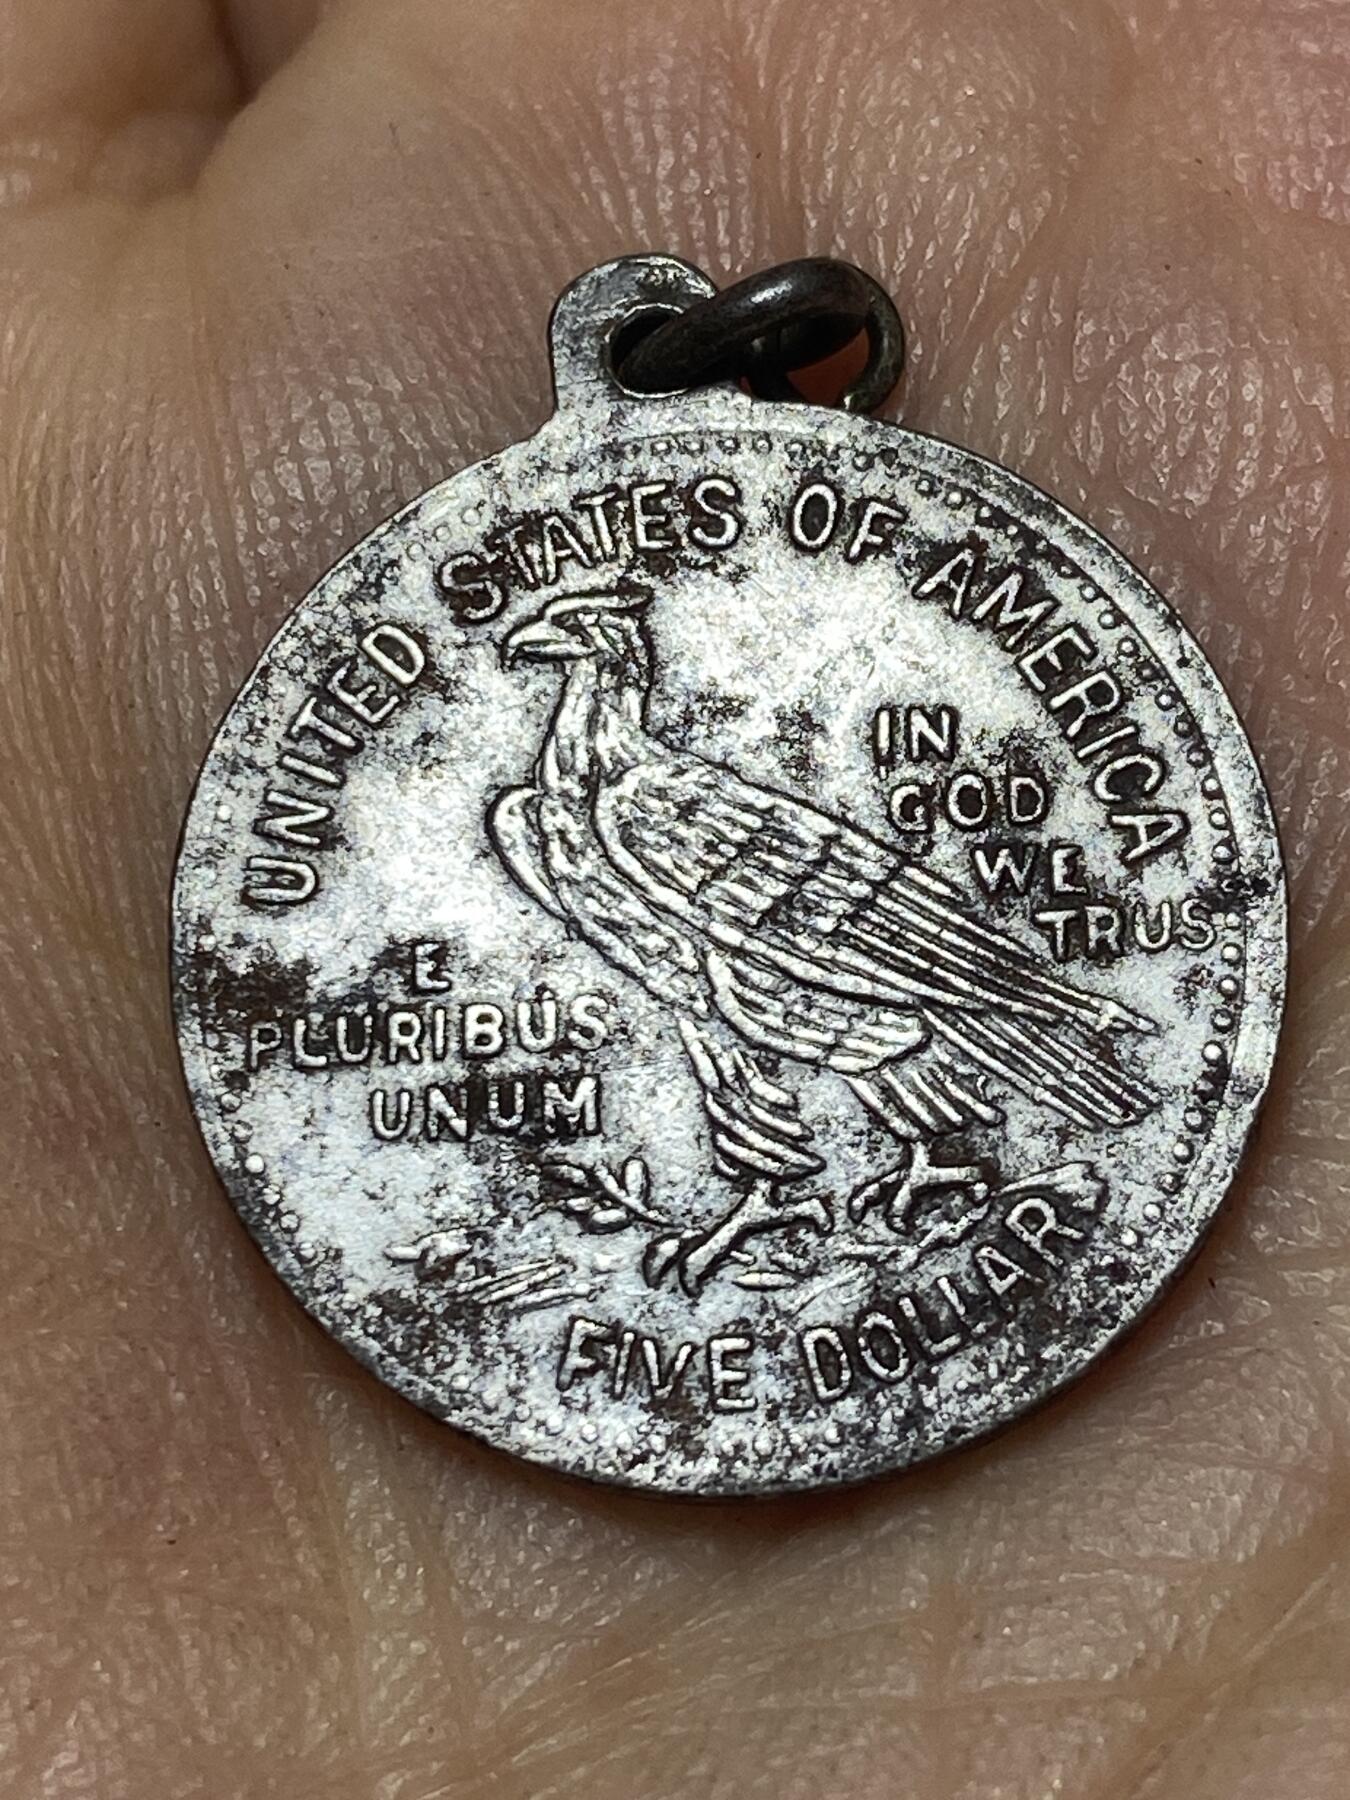 UNITED STATES OF AMERICA
IN
GOD
WE
TRUS
E
PLURIBUS
UNUM
FIVE DOLLAR